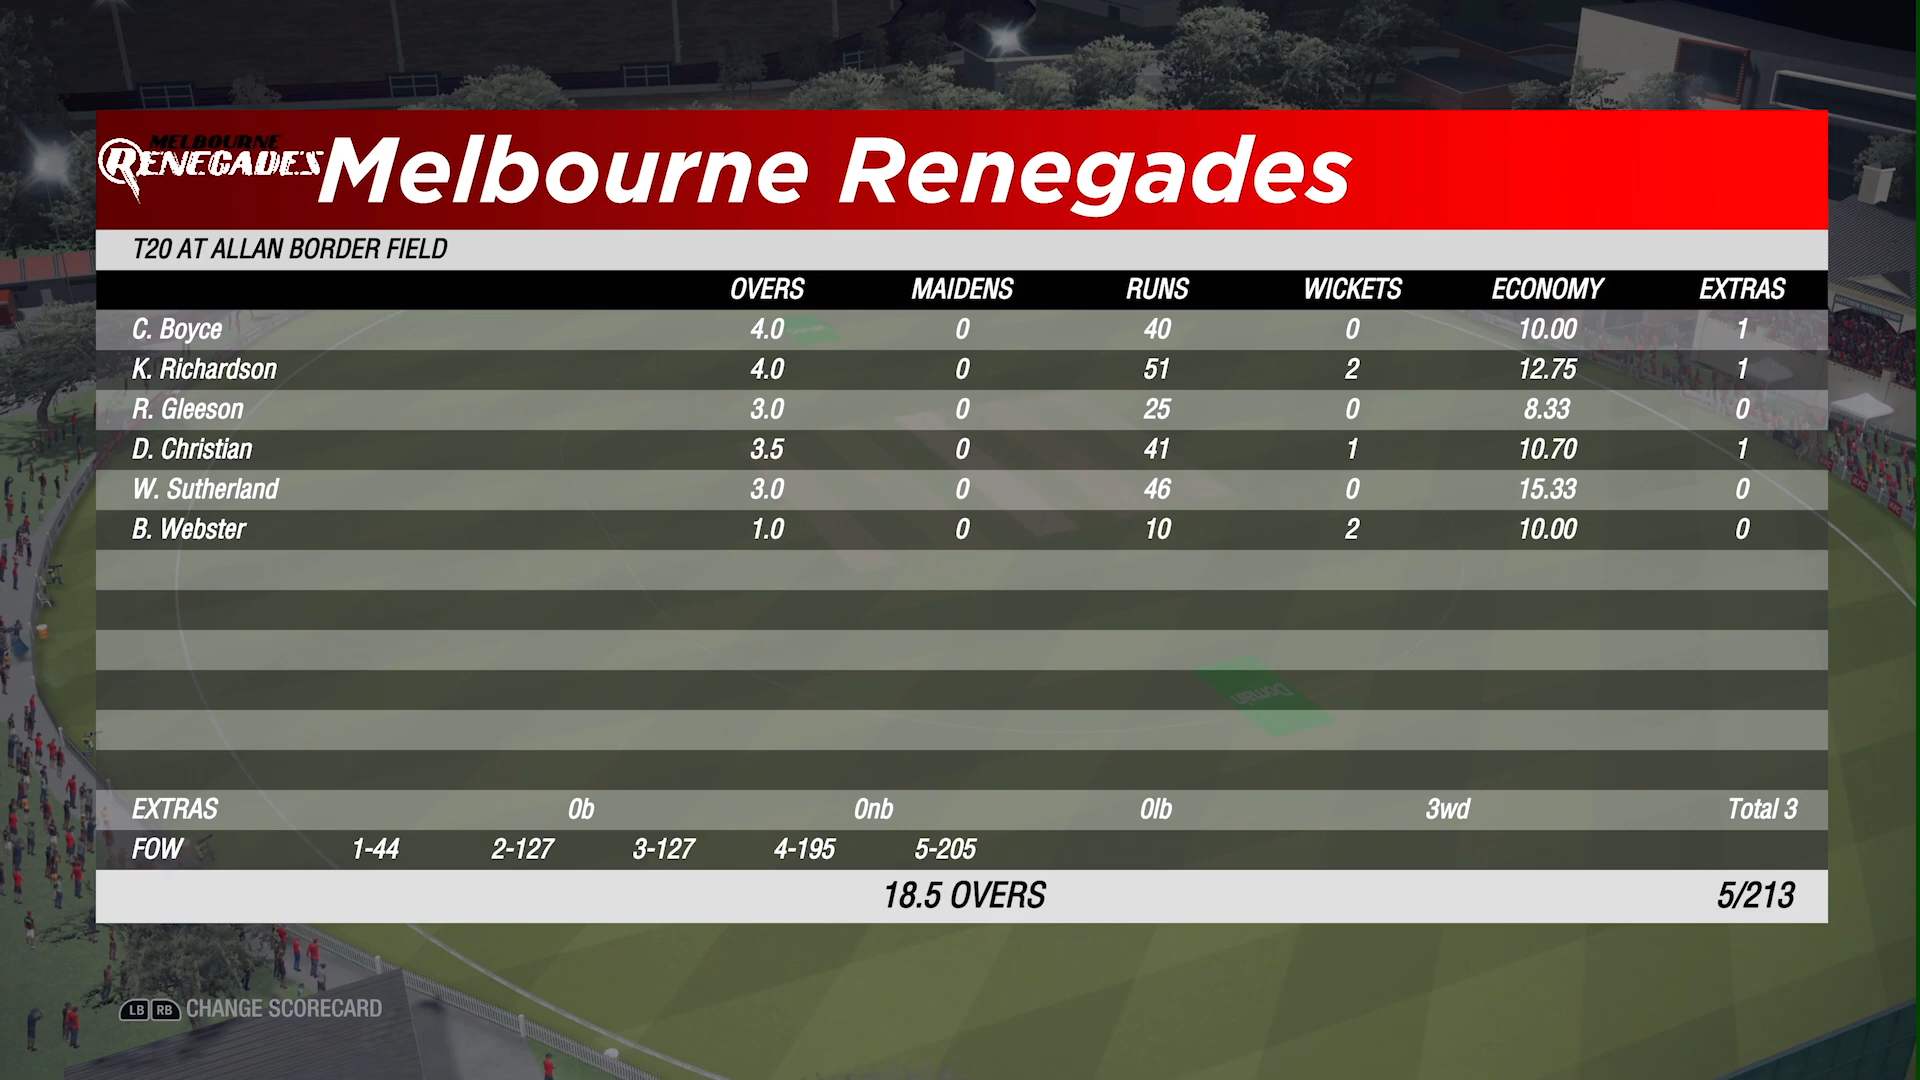 MELBOURNE
RENEGADES
Melbourne Renegades
T20 AT ALLAN BORDER FIELD
OVERS MAIDENS RUNS WICKETS ECONOMY EXTRAS
C. Boyce 4.0 0 40 0 10.00 1
K. Richardson 4.0 0 51 2 12.75 1
R. Gleeson 3.0 0 25 0 8.33 0
D. Christian 3.5 0 41 1 10.70 1
W. Sutherland 3.0 0 46 0 15.33 0
B. Webster 1.0 0 10 2 10.00 0
Domain
EXTRAS 0b 0nb 0lb 3wd Total 3
FOW 1-44 2-127 3-127 4-195 5-205
18.5 OVERS 5/213
LB RB CHANGE SCORECARD